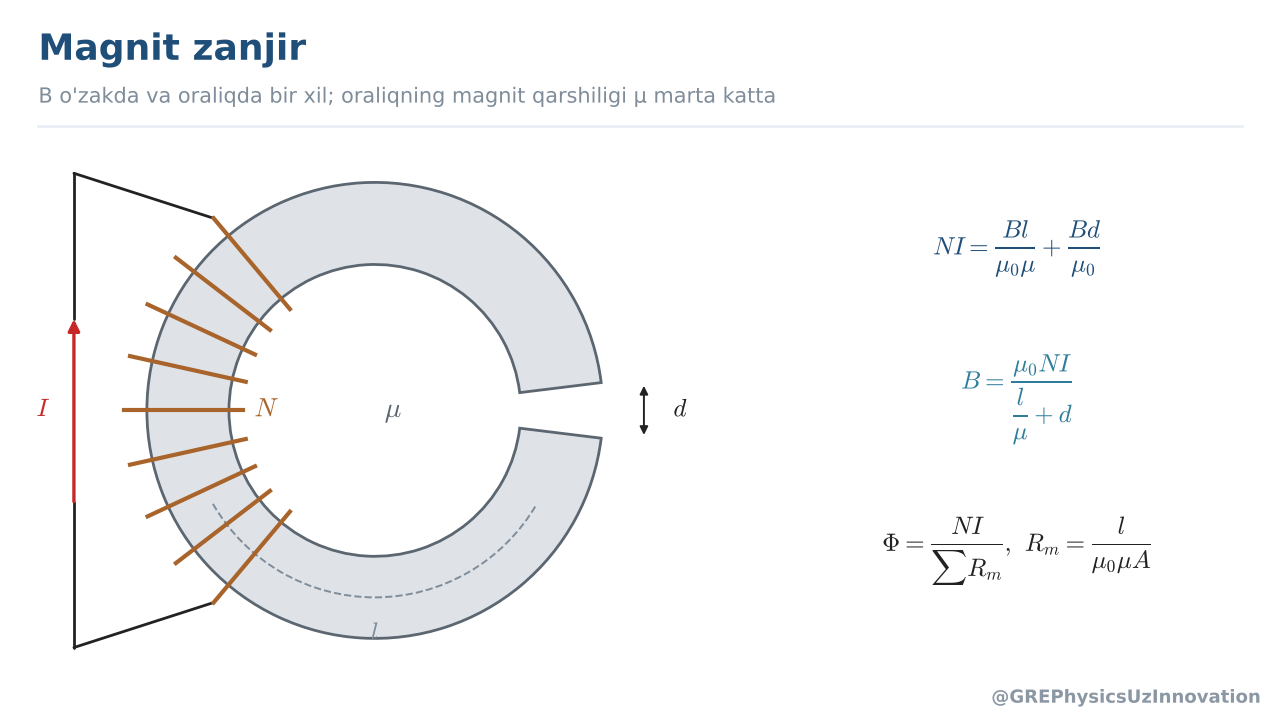 Magnit zanjir
B o'zakda va oraliqda bir xil; oraliqning magnit qarshiligi μ marta katta
I
N
μ
d
l
NI = Bl/μ₀μ + Bd/μ₀
B = μ₀NI/(l/μ + d)
Φ = NI/∑Rₘ, Rₘ = l/μ₀μA
@GREPhysicsUzInnovation